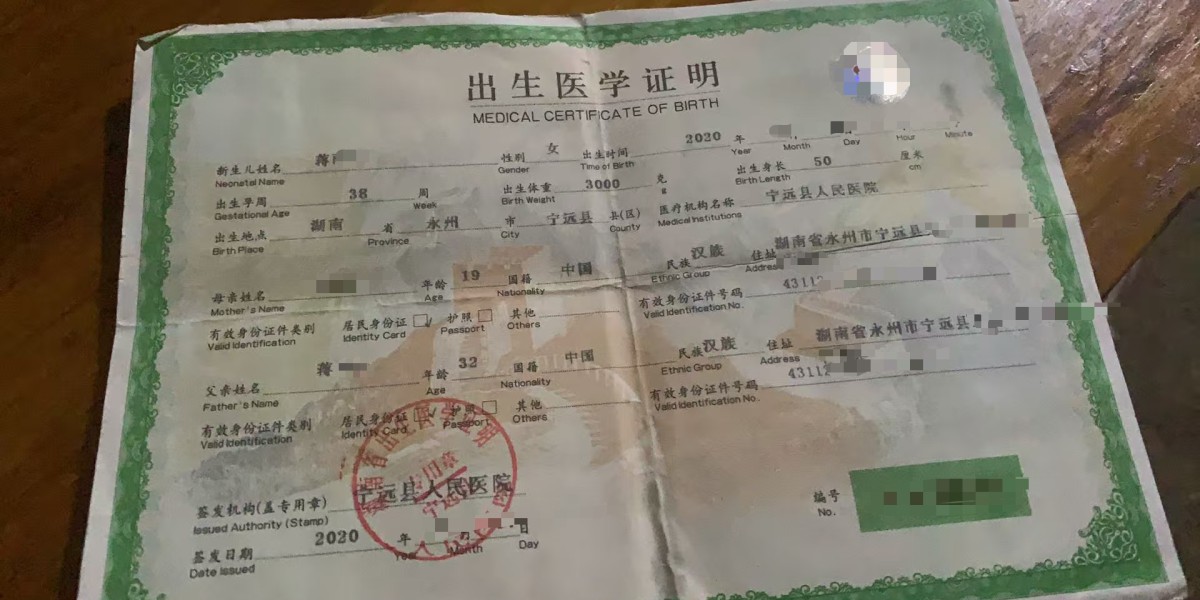 出生医学证明
MEDICAL CERTIFICATE OF BIRTH
新生儿姓名 蒋 性别 女 出生时间 2020 年
Neonatal Name Gender Time of Birth Year Month Day Hour Minute
出生孕周 38 周 出生体重 3000 克 出生身长 50 厘米
Gestational Age Week Birth Weight g Birth Length cm
出生地点 湖南 省 永州 市 宁远县 县(区) 医疗机构名称 宁远县人民医院
Birth Place Province City County Medical Institutions
母亲姓名 年龄 19 国籍 中国 民族 汉族 住址 湖南省永州市宁远县
Mother's Name Age Nationality Ethnic Group Address
有效身份证件类别 居民身份证 护照 其他 有效身份证件号码 43112
Valid Identification Identity Card Passport Others Valid Identification No.
父亲姓名 蒋 年龄 32 国籍 中国 民族 汉族 住址 湖南省永州市宁远县
Father's Name Age Nationality Ethnic Group Address
有效身份证件类别 居民身份证 护照 其他 有效身份证件号码 43112
Valid Identification Identity Card Passport Others Valid Identification No.
签发机构(盖专用章) 宁远县人民医院
Issued Authority (Stamp)
签发日期 2020 年 月 日
Date Issued Year Month Day
编号
No.